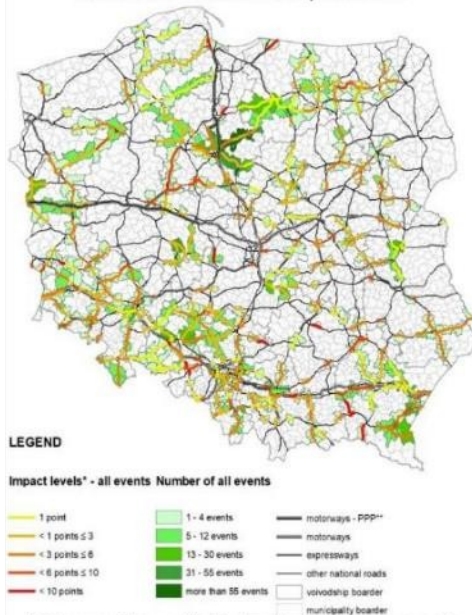 LEGEND
Impact levels* - all events Number of all events
1 point
< 1 points ≤ 3
< 3 points ≤ 6
< 6 points ≤ 10
< 10 points
1 - 4 events
5 - 12 events
13 - 30 events
31 - 55 events
more than 55 events
motorways - PPP**
motorways
expressways
other national roads
voivodship boarder
municipality boarder